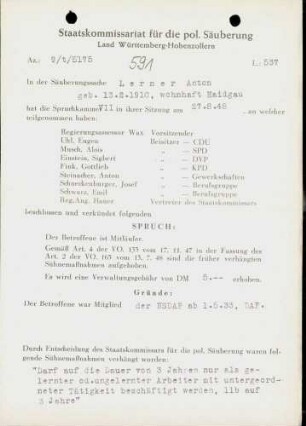 Staatskommissariat für die pol. Säuberung
Land Württemberg-Hohenzollern
Az.: 9/t/5175
591
L. 537
In der Säuberungssache Lerner Anton
geb. 13.2.1910, wohnhaft Haidgau
hat die Spruchkammer VII in ihrer Sitzung am 27.8.48, an welcher
teilgenommen haben:
Regierungsassessor Wax Vorsitzender
Uhl, Eugen Beisitzer — CDU
Musch, Alois „ — SPD
Einstein, Sigbert „ — DVP
Fink, Gottlieb „ — KPD
Steinacher, Anton „ — Gewerkschaften
Scharckenburger, Josef „ — Berufsgruppe
Schwarz, Emil „ — Berufsgruppe
Reg.Ang. Hauer Vertreter des Staatskommissars
beschlossen und verkündet folgenden
SPRUCH:
Der Betroffene ist Mitläufer.
Gemäß Art. 4 der VO. 133 vom 17. 11. 47 in der Fassung des
Art. 2 der VO. 165 vom 13. 7. 48 sind die früher verhängten
Sühnemaßnahmen aufgehoben.
Es wird eine Verwaltungsgebühr von DM 5.-- erhoben.
Gründe:
Der Betroffene war Mitglied der NSDAP ab 1.5.33, DAF.
Durch Entscheidung des Staatskommissars für die pol. Säuberung waren fol-
gende Sühnemaßnahmen verhängt worden:
"Darf auf die Dauer von 3 Jahren nur als ge-
lernter od.ungelernter Arbeiter mit untergeord-
neter Tätigkeit beschäftigt werden, llb auf
3 Jahre"